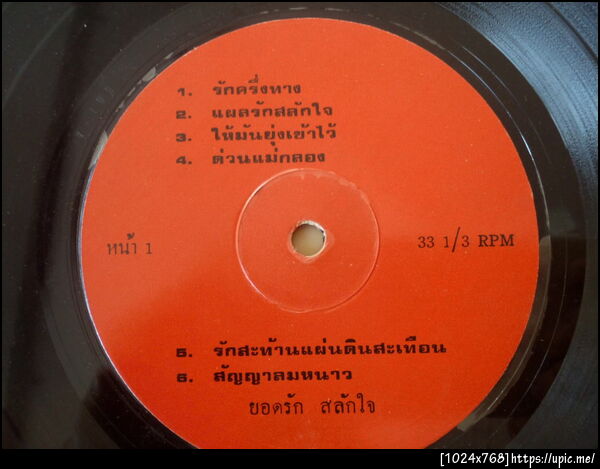 1. รักครึ่งทาง
2. แผลรักสลักใจ
3. ให้มันยุ่งเข้าไว้
4. ด่วนแม่กลอง
หน้า 1
33 1/3 RPM
5. รักสะท้านแผ่นดินสะเทือน
6. สัญญาลมหนาว
ยอดรัก สลักใจ
[1024x768]https://upic.me/